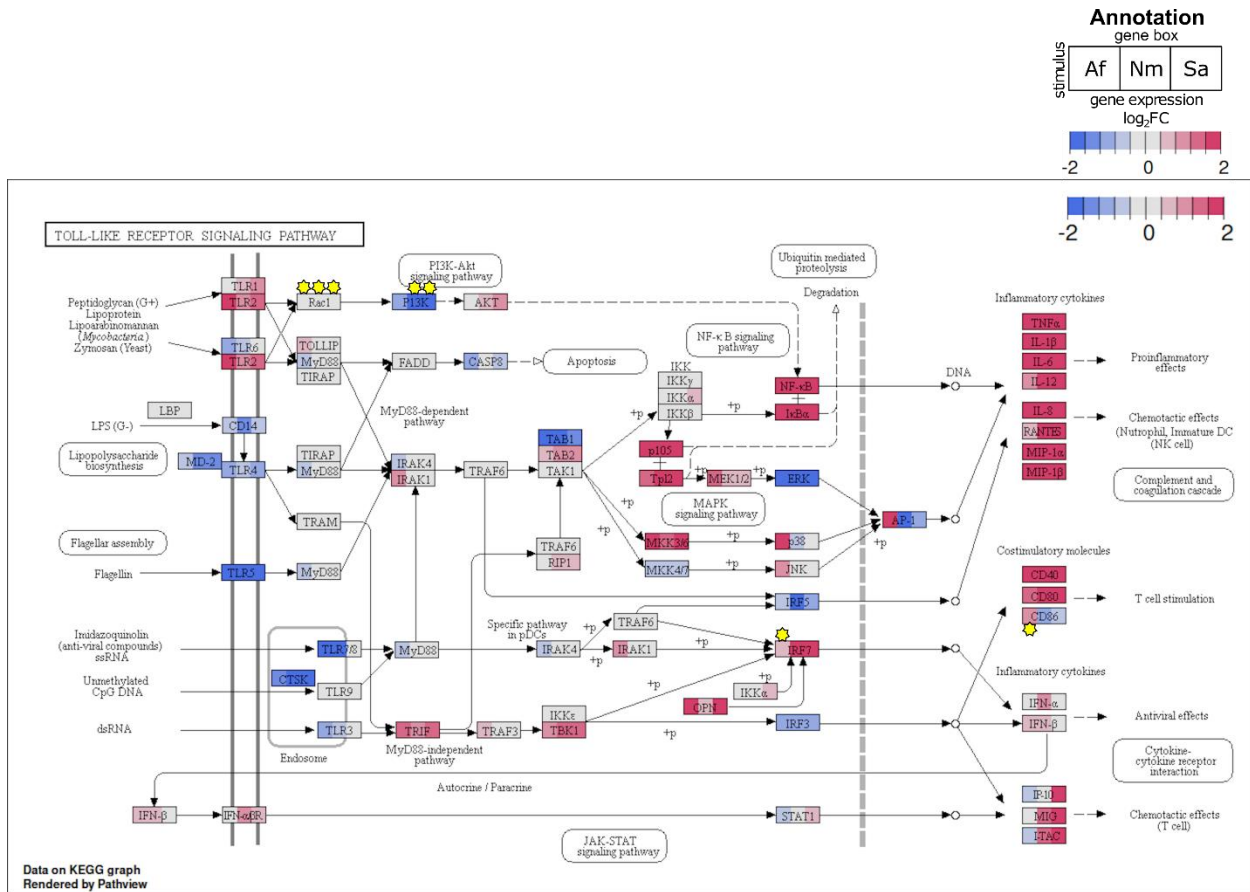 Annotation
gene box
stimulus
Af Nm Sa
gene expression
log2FC
-2 0 2
-2 0 2
TOLL-LIKE RECEPTOR SIGNALING PATHWAY
PI3K-Akt
signaling pathway
Ubiquitin mediated
proteolysis
Degradation
Peptidoglycan (G+)
Lipoprotein
Lipoarabinomannan
(Mycobacteria)
Zymosan (Yeast)
TLR1
TLR2
TLR6
TLR2
Rac1
PI3K
AKT
TOLLIP
MyD88
TIRAP
FADD
CASP8
Apoptosis
NF-κB signaling
pathway
MyD88-dependent
pathway
LBP
LPS (G-)
CD14
Lipopolysaccharide
biosynthesis
MD-2
TLR4
TIRAP
MyD88
TRAM
IRAK4
IRAK1
TRAF6
TAB1
TAB2
TAK1
TRAF6
RIP1
IKK
IKKγ
IKKα
IKKβ
+p
+p
NF-κB
+
IκBα
p105
+
Tpl2
+p
MEK1/2
+p
ERK
MAPK
signaling pathway
+p
+p
MKK3/6
+p
p38
MKK4/7
+p
JNK
AP-1
+p
DNA
Flagellar assembly
Flagellin
TLR5
MyD88
IRF5
Imidazoquinolin
(anti-viral compounds)
ssRNA
TLR7/8
CTSK
Unmethylated
CpG DNA
TLR9
dsRNA
TLR3
Endosome
MyD88
Specific pathway
in pDCs
IRAK4
+p
TRAF6
IRAK1
+p
IRF7
+p
IKKα
OPN
TRIF
MyD88-independent
pathway
TRAF3
IKKε
TBK1
+p
IRF3
Autocrine / Paracrine
IFN-β
IFN-αβR
STAT1
JAK-STAT
signaling pathway
Inflammatory cytokines
TNFα
IL-1β
IL-6
IL-12
Proinflammatory
effects
IL-8
RANTES
MIP-1α
MIP-1β
Chemotactic effects
(Nutrophil, Immature DC
(NK cell)
Complement and
coagulation cascade
Costimulatory molecules
CD40
CD80
CD86
T cell stimulation
Inflammatory cytokines
IFN-α
IFN-β
Antiviral effects
Cytokine-
cytokine receptor
interaction
IP-10
MIG
I-TAC
Chemotactic effects
(T cell)
Data on KEGG graph
Rendered by Pathview